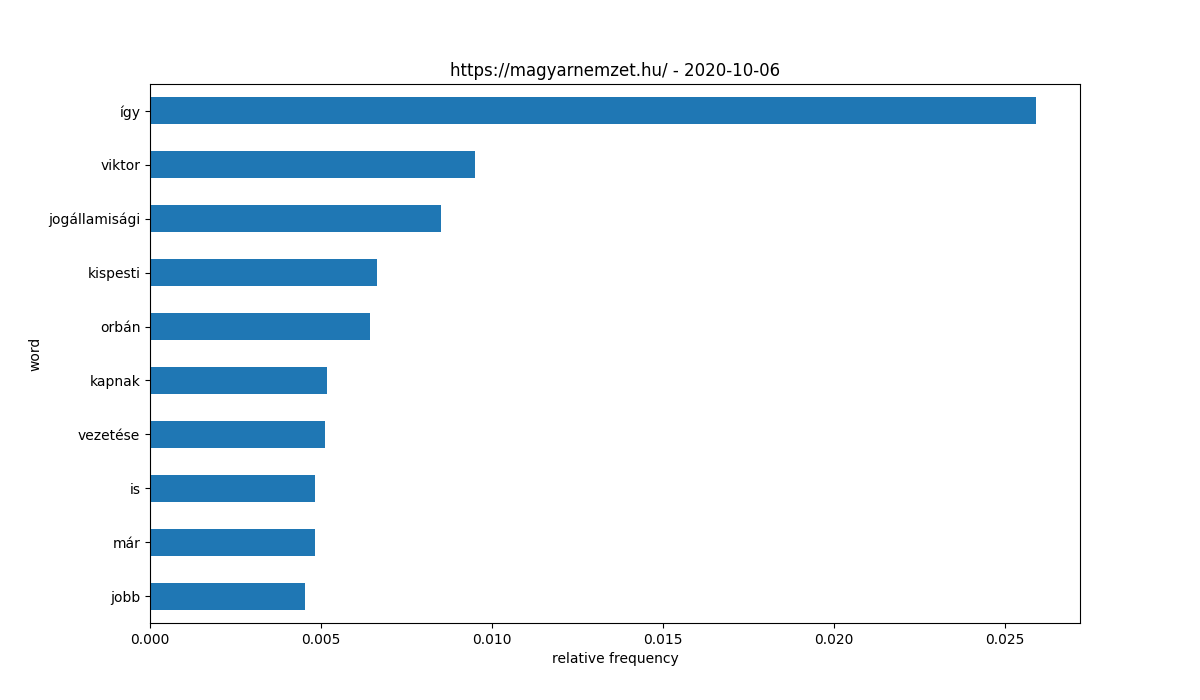 https://magyarnemzet.hu/ - 2020-10-06
így
viktor
jogállamisági
kispesti
orbán
kapnak
vezetése
is
már
jobb
word
0.000 0.005 0.010 0.015 0.020 0.025
relative frequency